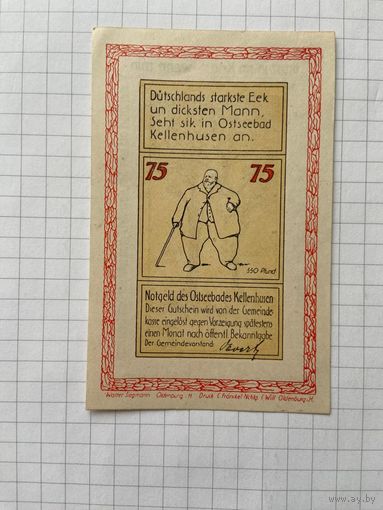 Dütschlands starkste Eek
un dicksten Mann,
Seht sik in Ostseebad
Kellenhusen an.
75 75
350 Pfund
Notgeld des Ostseebades Kellenhusen
Dieser Gutschein wird von der Gemeinde
kasse eingelöst gegen Vorzeigung spätestens
einen Monat nach öffentl. Bekanntgabe
Der Gemeindevorstand
Walter Siegmann Oldenburg i. H. Druck C. Fränckel Nchflg. f. Will Oldenburg i. H.
www.ay.by